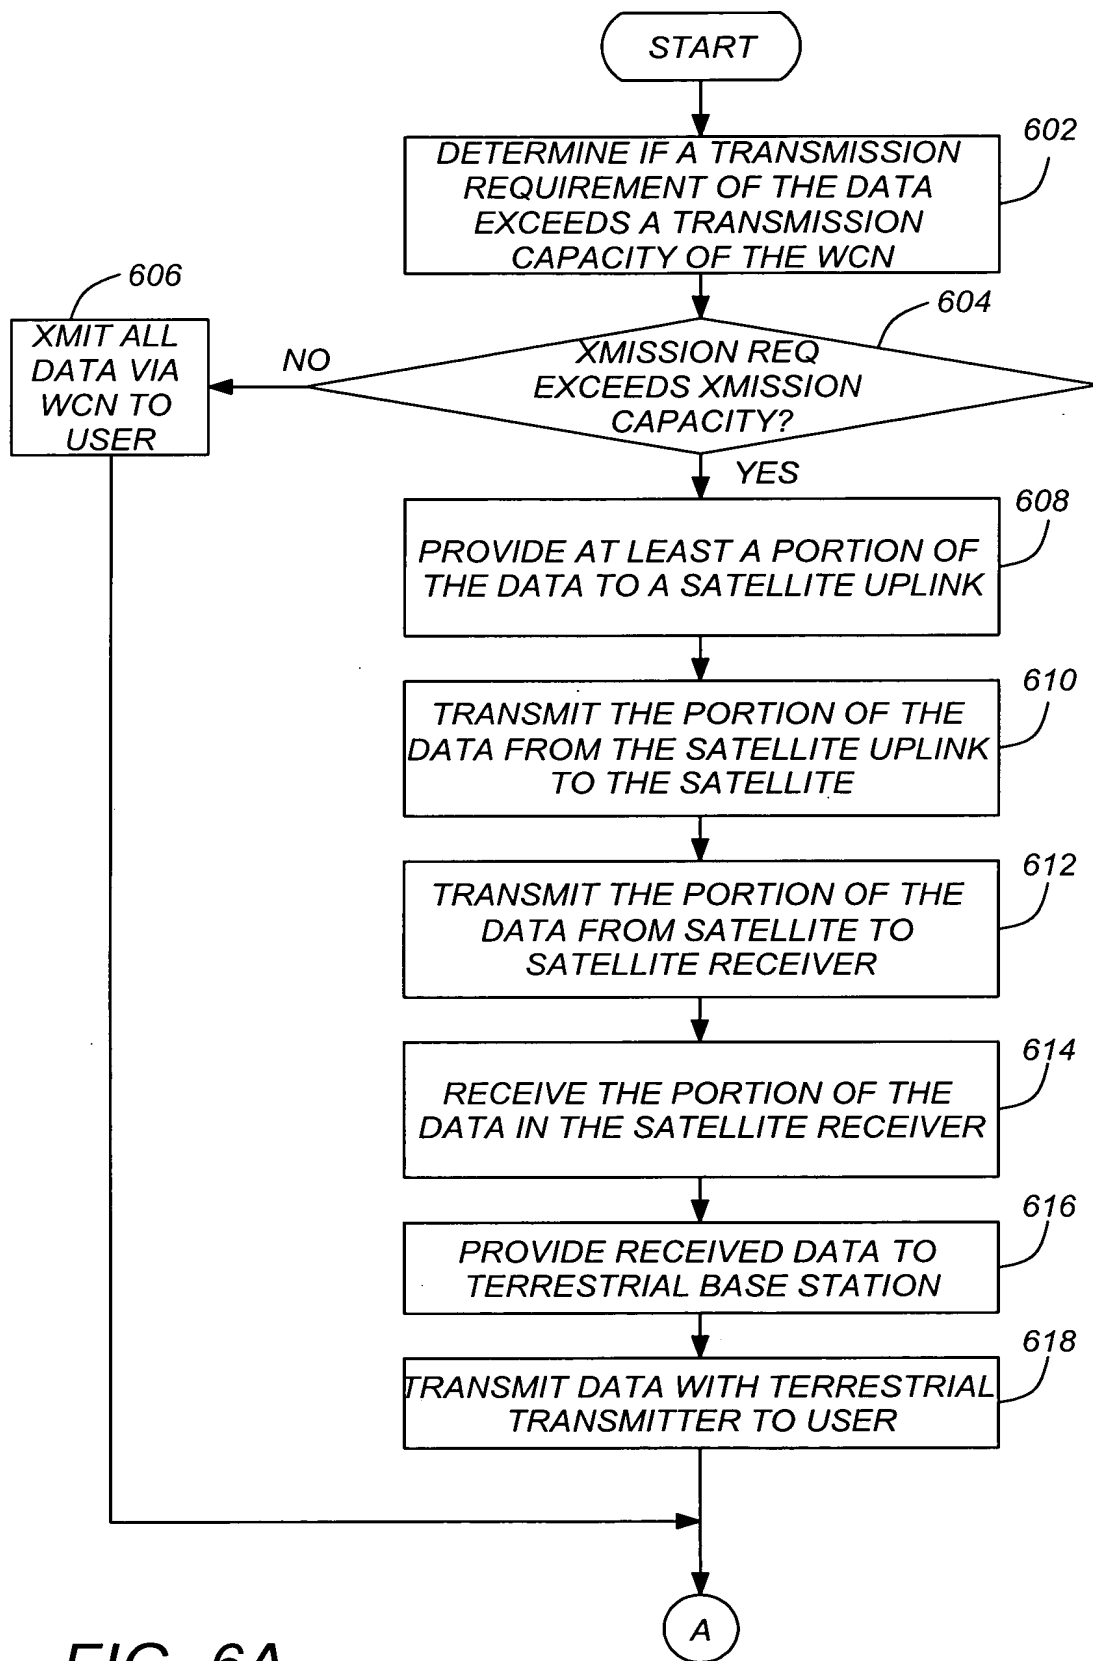 START
602
DETERMINE IF A TRANSMISSION
REQUIREMENT OF THE DATA
EXCEEDS A TRANSMISSION
CAPACITY OF THE WCN
606
XMIT ALL
DATA VIA
WCN TO
USER
NO
604
XMISSION REQ
EXCEEDS XMISSION
CAPACITY?
YES
608
PROVIDE AT LEAST A PORTION OF
THE DATA TO A SATELLITE UPLINK
610
TRANSMIT THE PORTION OF THE
DATA FROM THE SATELLITE UPLINK
TO THE SATELLITE
612
TRANSMIT THE PORTION OF THE
DATA FROM SATELLITE TO
SATELLITE RECEIVER
614
RECEIVE THE PORTION OF THE
DATA IN THE SATELLITE RECEIVER
616
PROVIDE RECEIVED DATA TO
TERRESTRIAL BASE STATION
618
TRANSMIT DATA WITH TERRESTRIAL
TRANSMITTER TO USER
A
FIG. 6A